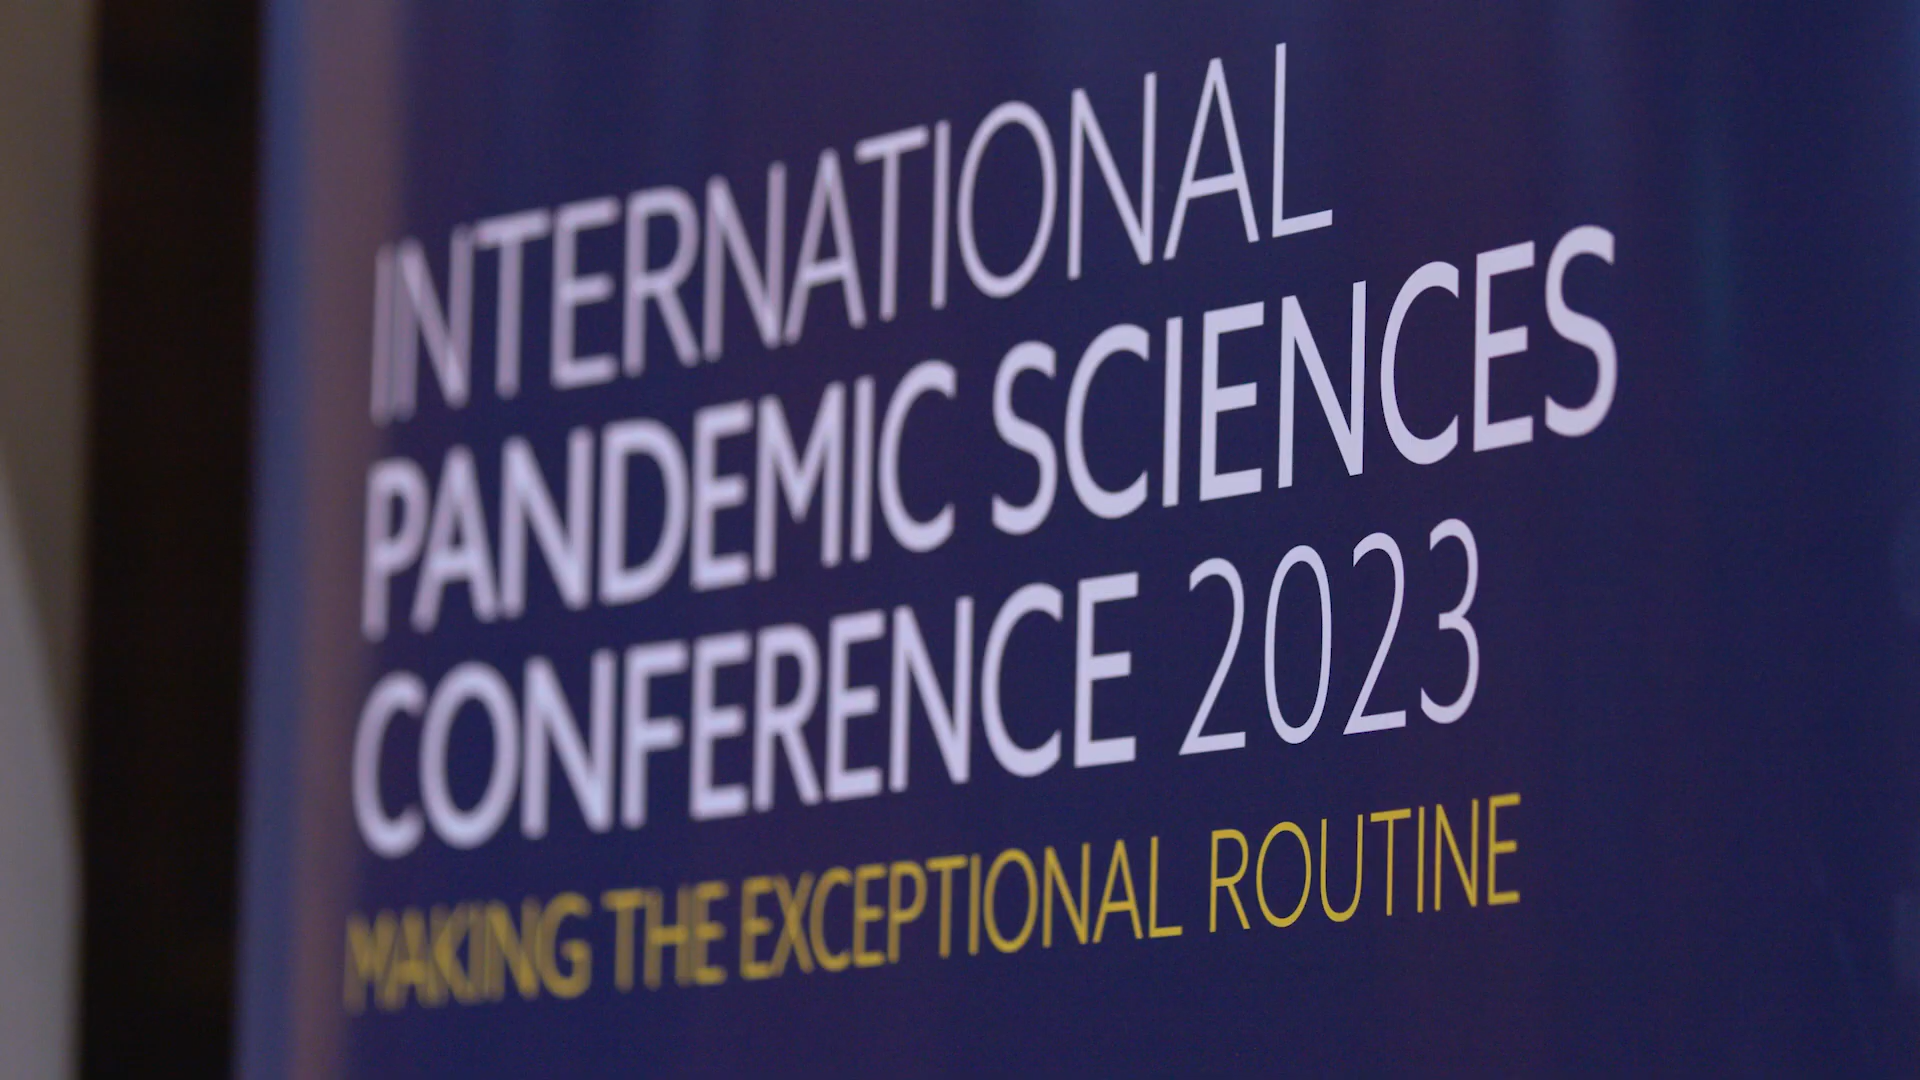 INTERNATIONAL
PANDEMIC SCIENCES
CONFERENCE 2023
MAKING THE EXCEPTIONAL ROUTINE